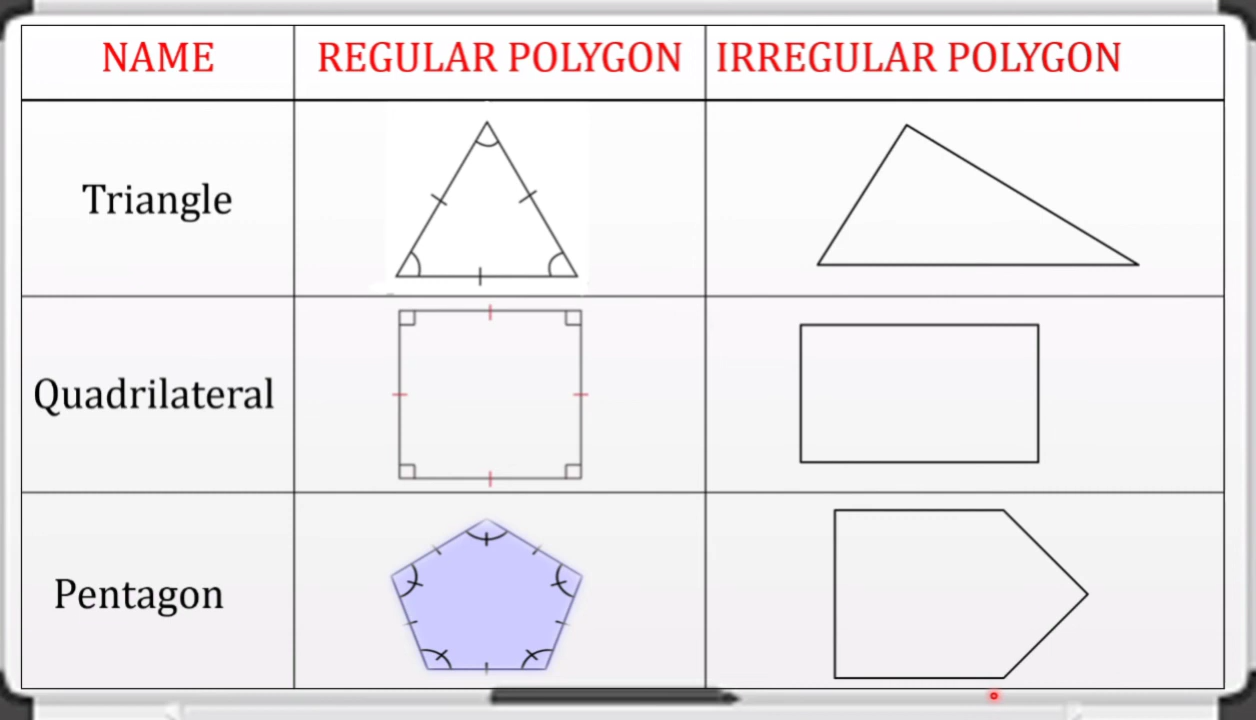 NAME
REGULAR POLYGON
IRREGULAR POLYGON
Triangle
Quadrilateral
Pentagon